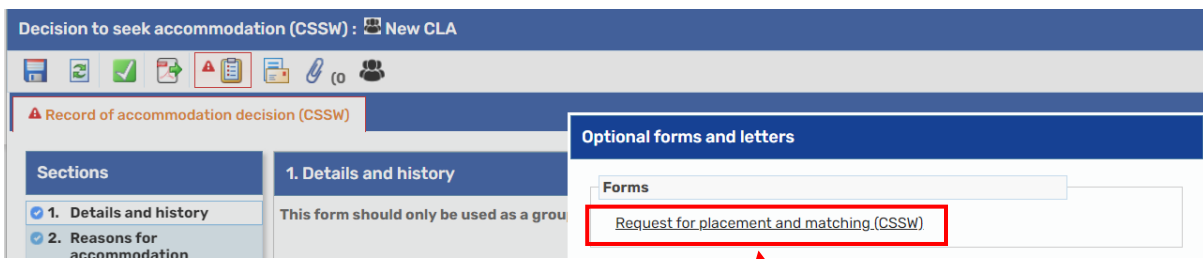 Decision to seek accommodation (CSSW) : New CLA
(0
Record of accommodation decision (CSSW)
Optional forms and letters
Sections
1. Details and history
Forms
1. Details and history
This form should only be used as a grou
Request for placement and matching (CSSW)
2. Reasons for
accommodation